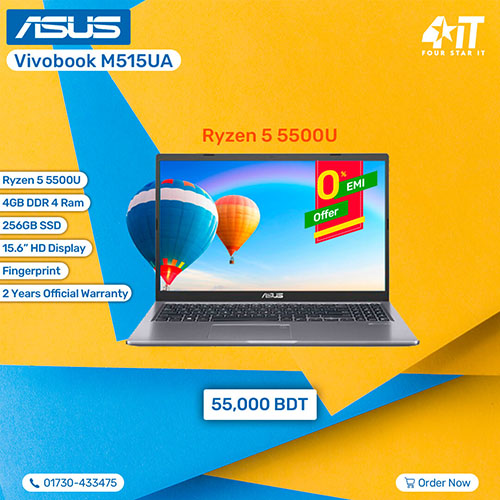 ASUS
Vivobook M515UA
4IT
FOUR STAR IT
Ryzen 5 5500U
Ryzen 5 5500U
4GB DDR 4 Ram
256GB SSD
15.6” HD Display
Fingerprint
2 Years Official Warranty
0%
EMI
Offer
ASUS
55,000 BDT
01730-433475
Order Now